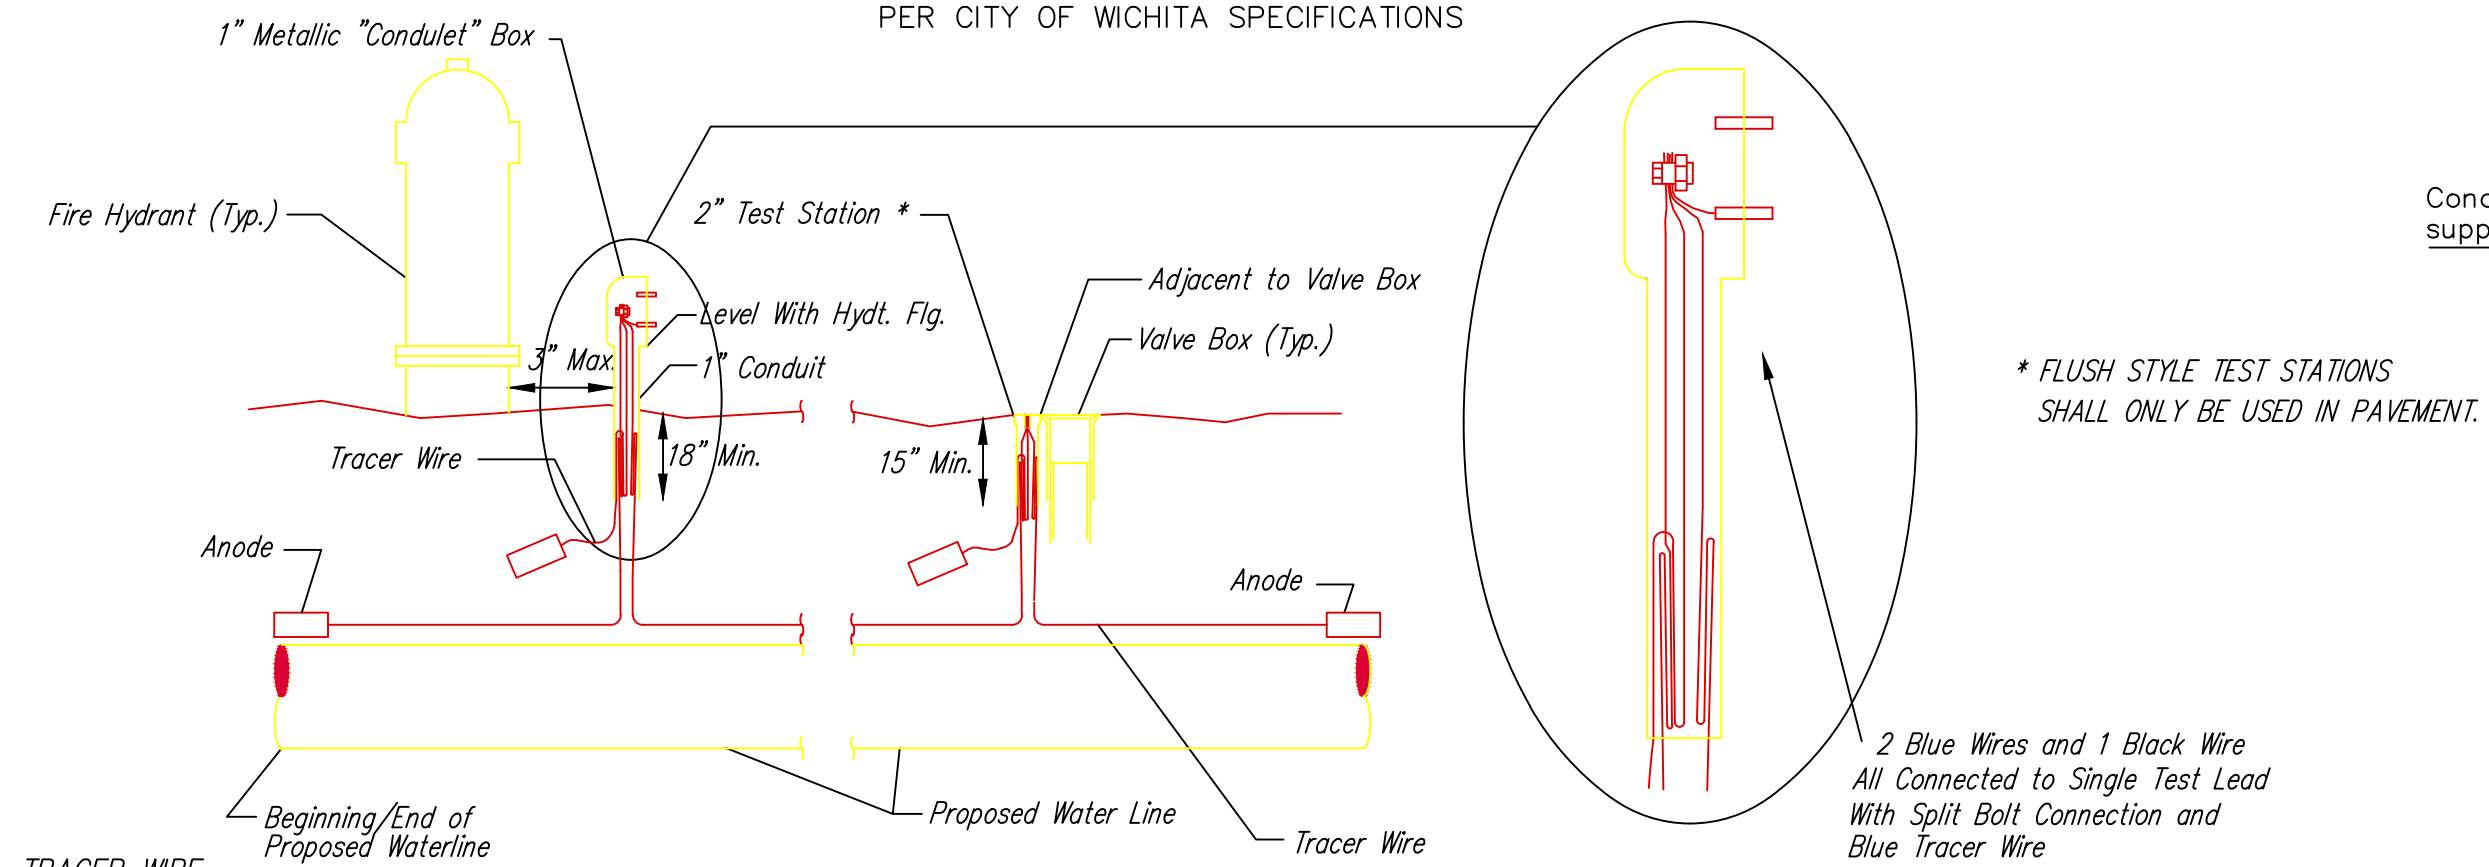 PER CITY OF WICHITA SPECIFICATIONS
1" Metallic "Condulet" Box
Fire Hydrant (Typ.)
2" Test Station *
Adjacent to Valve Box
Level With Hydt. Flg.
Valve Box (Typ.)
3" Max.
1" Conduit
Tracer Wire
18" Min.
15" Min.
Anode
Anode
Beginning/End of
Proposed Waterline
Proposed Water Line
Tracer Wire
2 Blue Wires and 1 Black Wire
All Connected to Single Test Lead
With Split Bolt Connection and
Blue Tracer Wire
* FLUSH STYLE TEST STATIONS
SHALL ONLY BE USED IN PAVEMENT.
TRACER WIRE